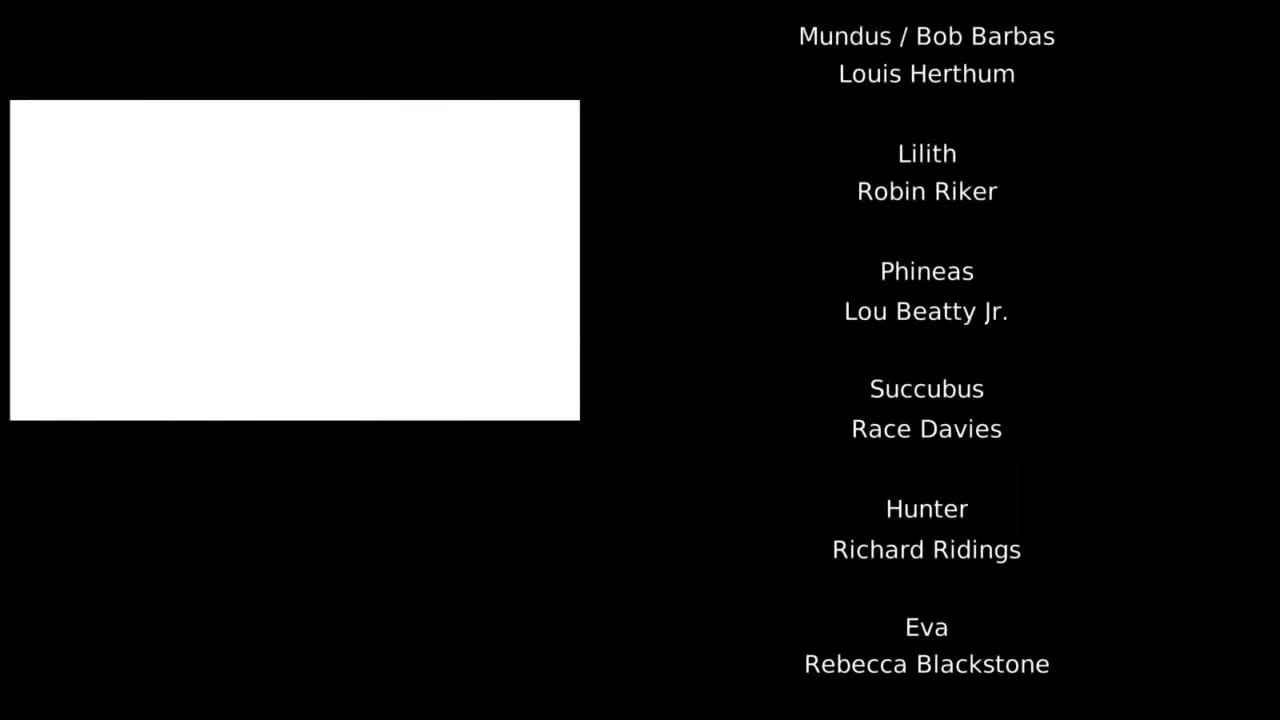 Mundus / Bob Barbas
Louis Herthum
Lilith
Robin Riker
Phineas
Lou Beatty Jr.
Succubus
Race Davies
Hunter
Richard Ridings
Eva
Rebecca Blackstone